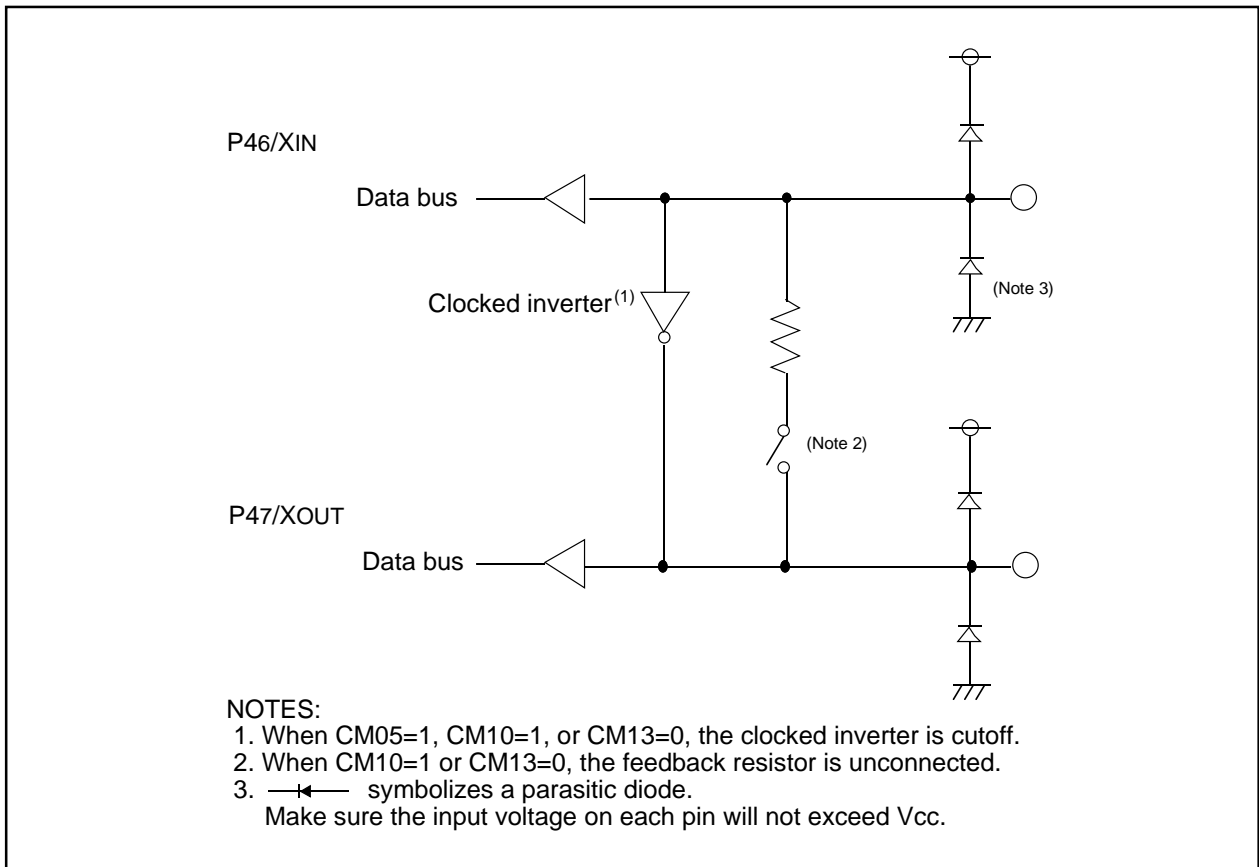 P46/XIN
Data bus
Clocked inverter(1)
(Note 3)
(Note 2)
P47/XOUT
Data bus
NOTES:
1. When CM05=1, CM10=1, or CM13=0, the clocked inverter is cutoff.
2. When CM10=1 or CM13=0, the feedback resistor is unconnected.
3. symbolizes a parasitic diode.
Make sure the input voltage on each pin will not exceed Vcc.